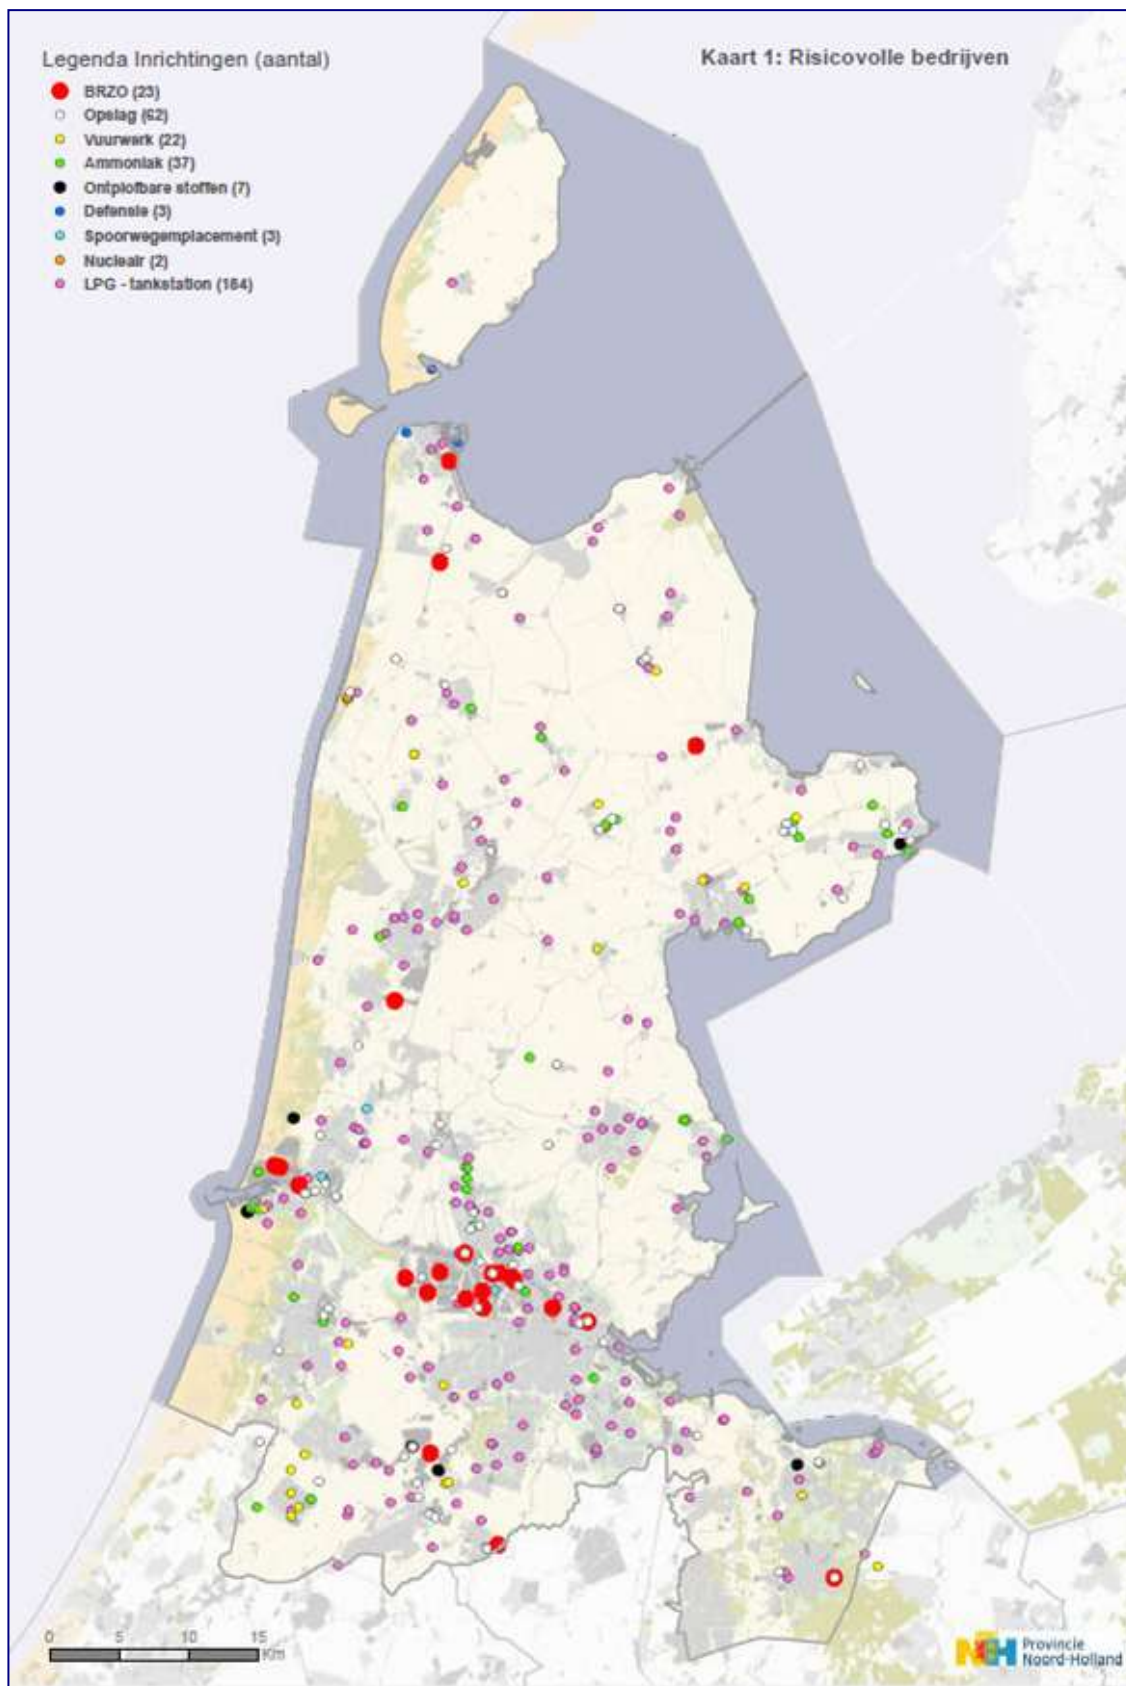 Legenda Inrichtingen (aantal)
Kaart 1: Risicovolle bedrijven
BRZO (23)
Opslag (62)
Vuurwerk (22)
Ammoniak (37)
Ontplofbare stoffen (7)
Defensie (3)
Spoorwegemplacement (3)
Nucleair (2)
LPG - tankstation (184)
0 5 10 15
Km
Provincie
Noord-Holland